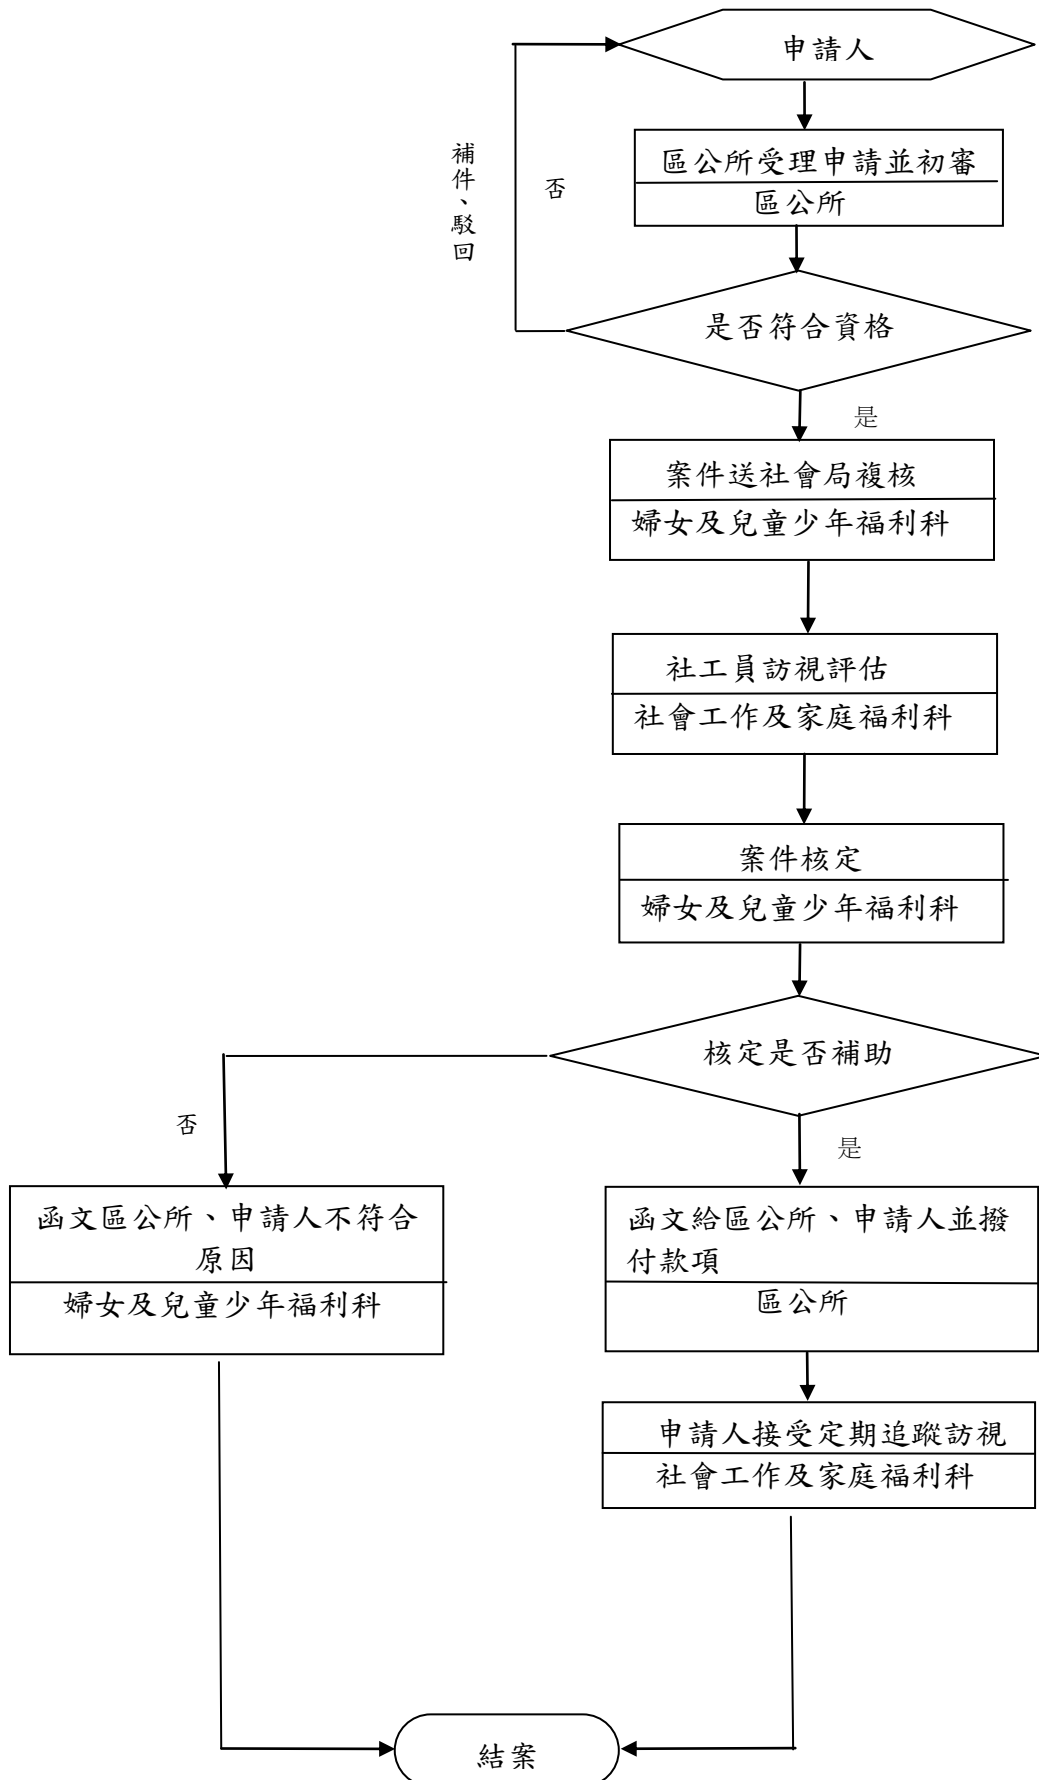 申請人
區公所受理申請並初審
區公所
補件、駁回
否
是否符合資格
是
案件送社會局複核
婦女及兒童少年福利科
社工員訪視評估
社會工作及家庭福利科
案件核定
婦女及兒童少年福利科
核定是否補助
否
是
函文區公所、申請人不符合
原因
婦女及兒童少年福利科
函文給區公所、申請人並撥
付款項
區公所
申請人接受定期追蹤訪視
社會工作及家庭福利科
結案